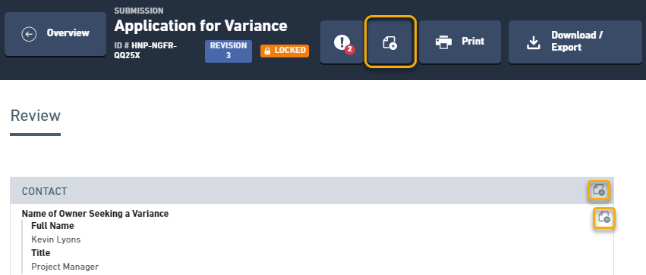 SUBMISSION
Overview
Application for Variance
ID # HNP-NGFR-
QQ25X
REVISION
3
LOCKED
2
Print
Download /
Export
Review
CONTACT
Name of Owner Seeking a Variance
Full Name
Kevin Lyons
Title
Project Manager